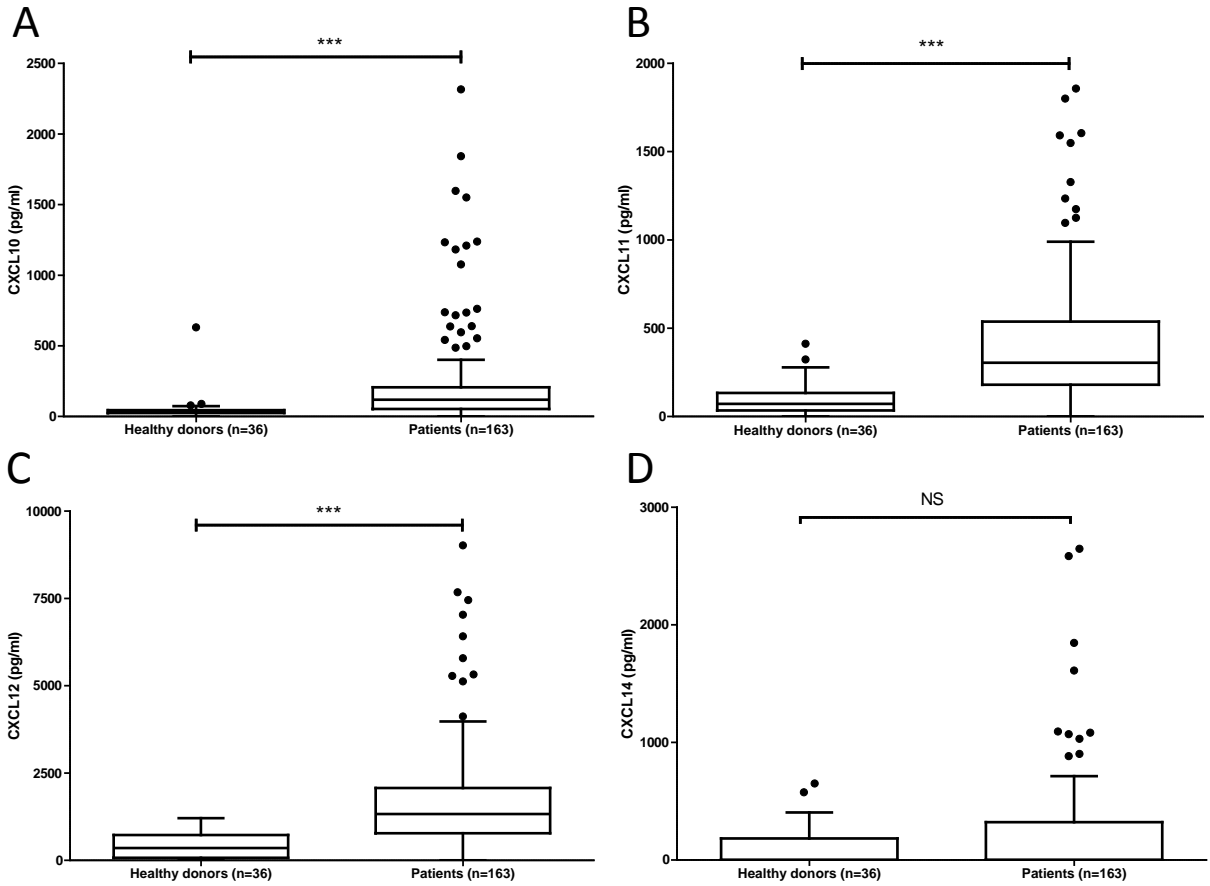 A
***
2500
2000
1500
1000
500
0
CXCL10 (pg/ml)
Healthy donors (n=36)
Patients (n=163)
B
***
2000
1500
1000
500
0
CXCL11 (pg/ml)
Healthy donors (n=36)
Patients (n=163)
C
***
10000
7500
5000
2500
0
CXCL12 (pg/ml)
Healthy donors (n=36)
Patients (n=163)
D
NS
3000
2000
1000
0
CXCL14 (pg/ml)
Healthy donors (n=36)
Patients (n=163)